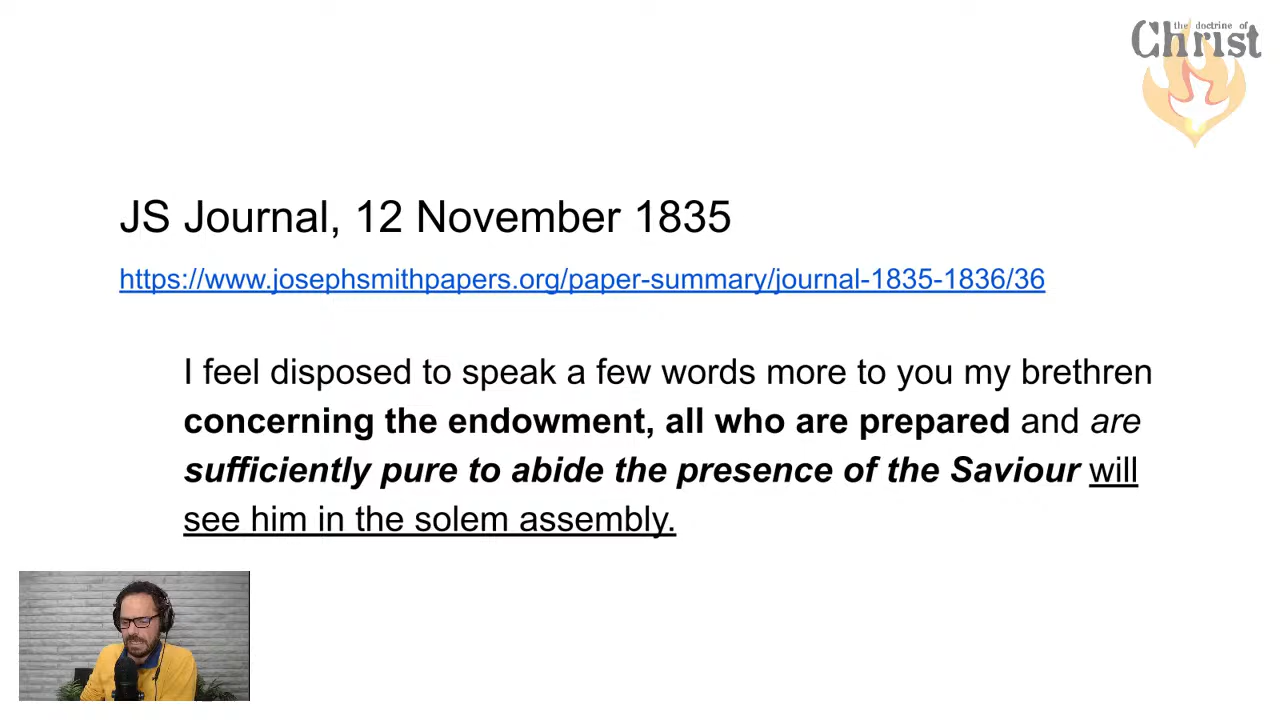 the doctrine of
Christ
JS Journal, 12 November 1835
https://www.josephsmithpapers.org/paper-summary/journal-1835-1836/36
I feel disposed to speak a few words more to you my brethren
concerning the endowment, all who are prepared and are
sufficiently pure to abide the presence of the Saviour will
see him in the solem assembly.